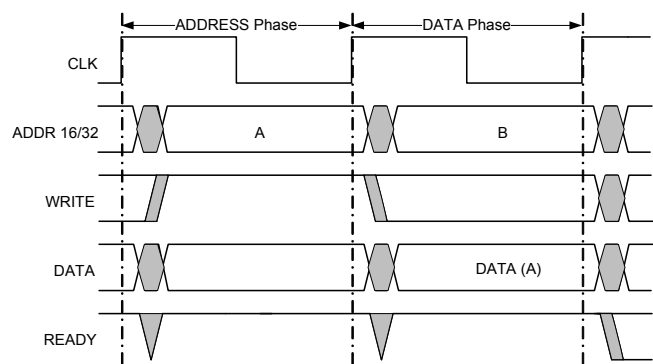 ADDRESS Phase DATA Phase
CLK
ADDR 16/32 A B
WRITE
DATA DATA (A)
READY